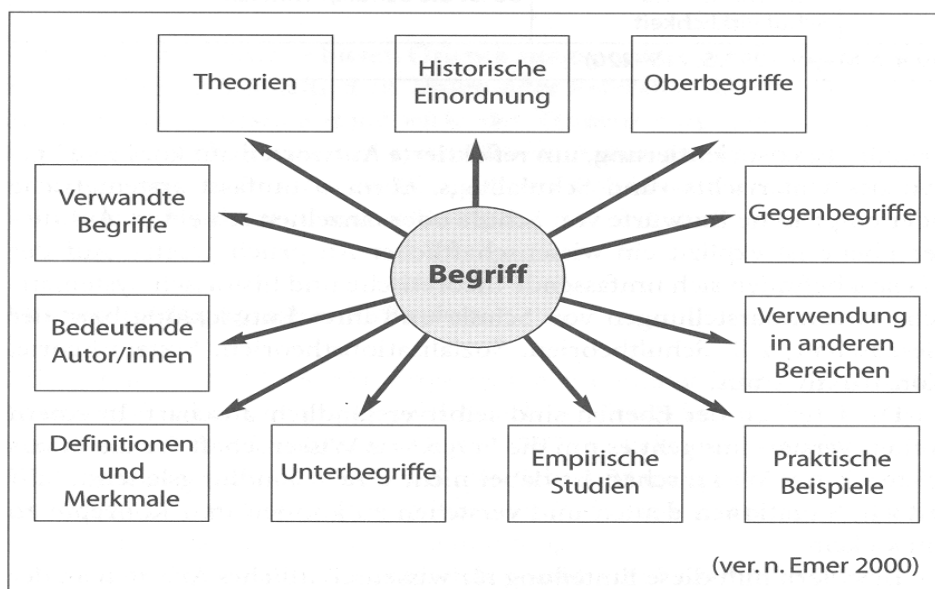 Theorien
Historische
Einordnung
Oberbegriffe
Verwandte
Begriffe
Gegenbegriffe
Begriff
Bedeutende
Autor/innen
Verwendung
in anderen
Bereichen
Definitionen
und
Merkmale
Unterbegriffe
Empirische
Studien
Praktische
Beispiele
(ver. n. Emer 2000)